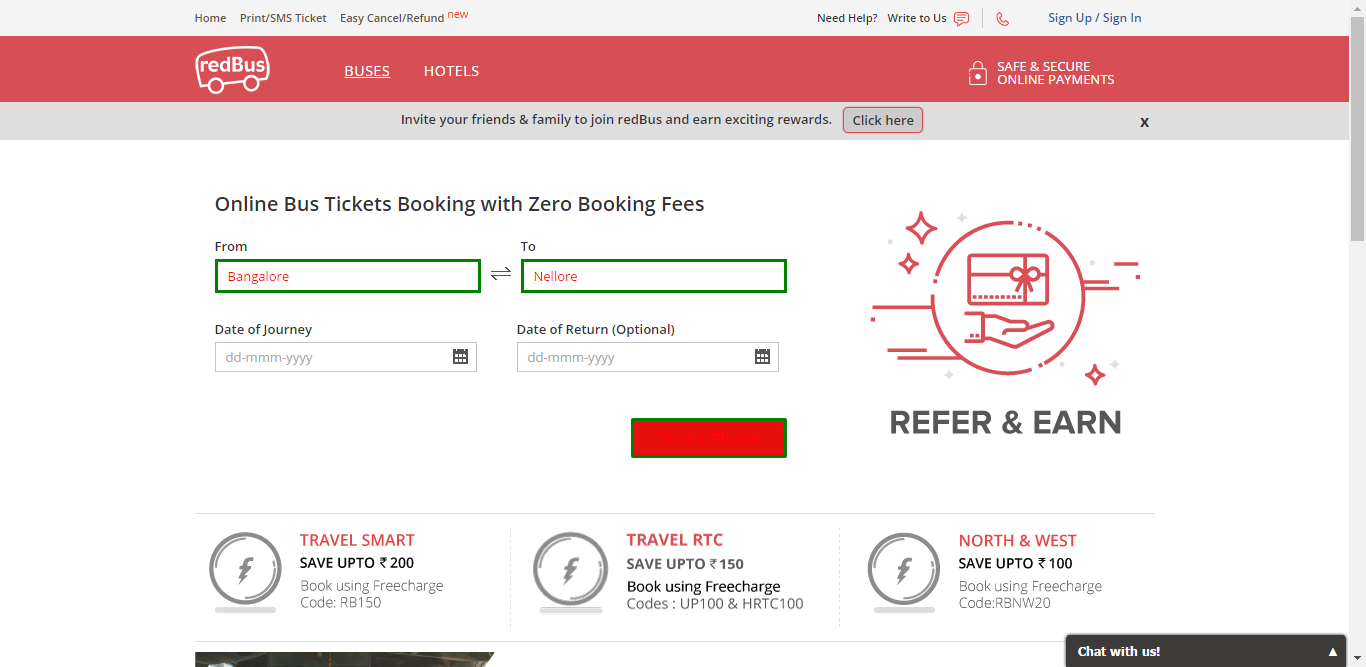 Home Print/SMS Ticket Easy Cancel/Refund new
Need Help? Write to Us Sign Up / Sign In
redBus BUSES HOTELS
SAFE & SECURE
ONLINE PAYMENTS
Invite your friends & family to join redBus and earn exciting rewards. Click here X
Online Bus Tickets Booking with Zero Booking Fees
From To
Bangalore Nellore
Date of Journey Date of Return (Optional)
dd-mmm-yyyy dd-mmm-yyyy
REFER & EARN
TRAVEL SMART
SAVE UPTO ₹ 200
Book using Freecharge
Code: RB150
TRAVEL RTC
SAVE UPTO ₹ 150
Book using Freecharge
Codes : UP100 & HRTC100
NORTH & WEST
SAVE UPTO ₹ 100
Book using Freecharge
Code:RBNW20
Chat with us!